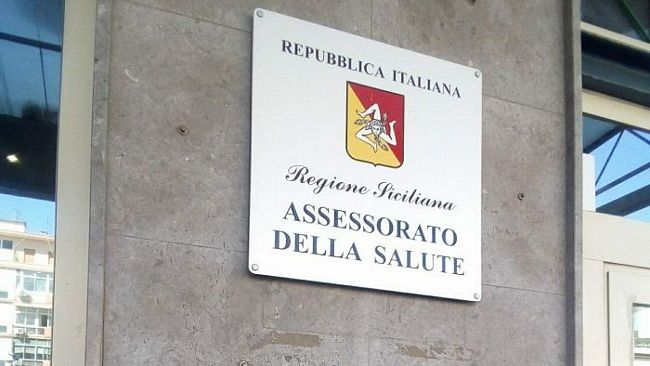 REPUBBLICA ITALIANA
Regione Siciliana
ASSESSORATO
DELLA SALUTE